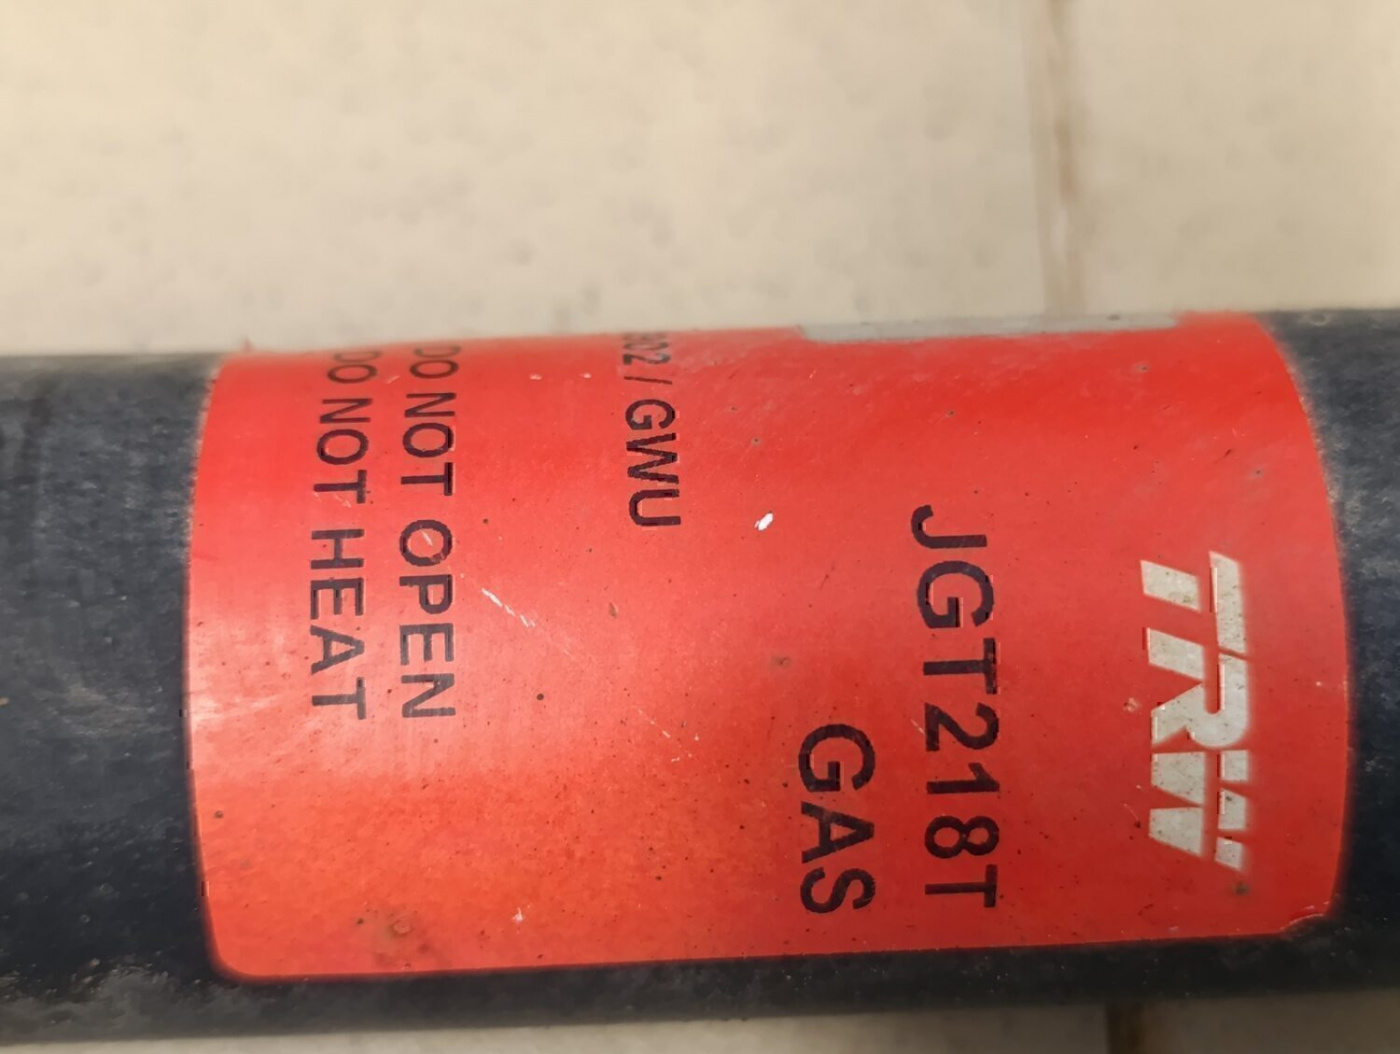 TRW
JGT218T
GAS
/ GWU
DO NOT OPEN
DO NOT HEAT